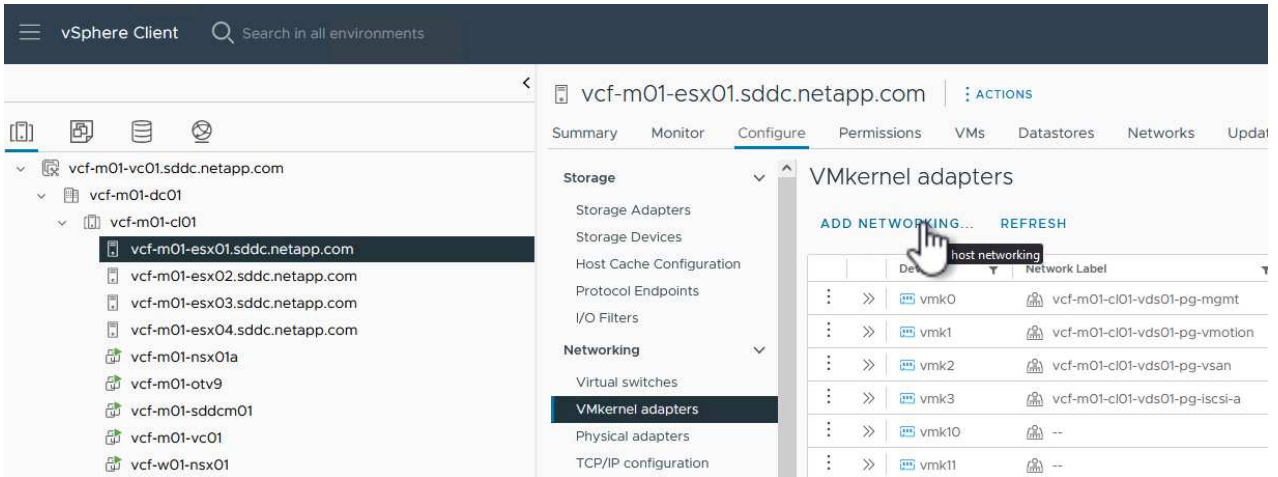 vSphere Client Search in all environments
vcf-m01-vc01.sddc.netapp.com
vcf-m01-dc01
vcf-m01-cl01
vcf-m01-esx01.sddc.netapp.com
vcf-m01-esx02.sddc.netapp.com
vcf-m01-esx03.sddc.netapp.com
vcf-m01-esx04.sddc.netapp.com
vcf-m01-nsx01a
vcf-m01-otv9
vcf-m01-sddcm01
vcf-m01-vc01
vcf-w01-nsx01
vcf-m01-esx01.sddc.netapp.com ACTIONS
Summary Monitor Configure Permissions VMs Datastores Networks Updat
Storage
Storage Adapters
Storage Devices
Host Cache Configuration
Protocol Endpoints
I/O Filters
Networking
Virtual switches
VMkernel adapters
Physical adapters
TCP/IP configuration
VMkernel adapters
ADD NETWORKING... REFRESH
host networking
Network Label
vmk0 vcf-m01-cl01-vds01-pg-mgmt
vmk1 vcf-m01-cl01-vds01-pg-vmotion
vmk2 vcf-m01-cl01-vds01-pg-vsan
vmk3 vcf-m01-cl01-vds01-pg-iscsi-a
vmk10 --
vmk11 --